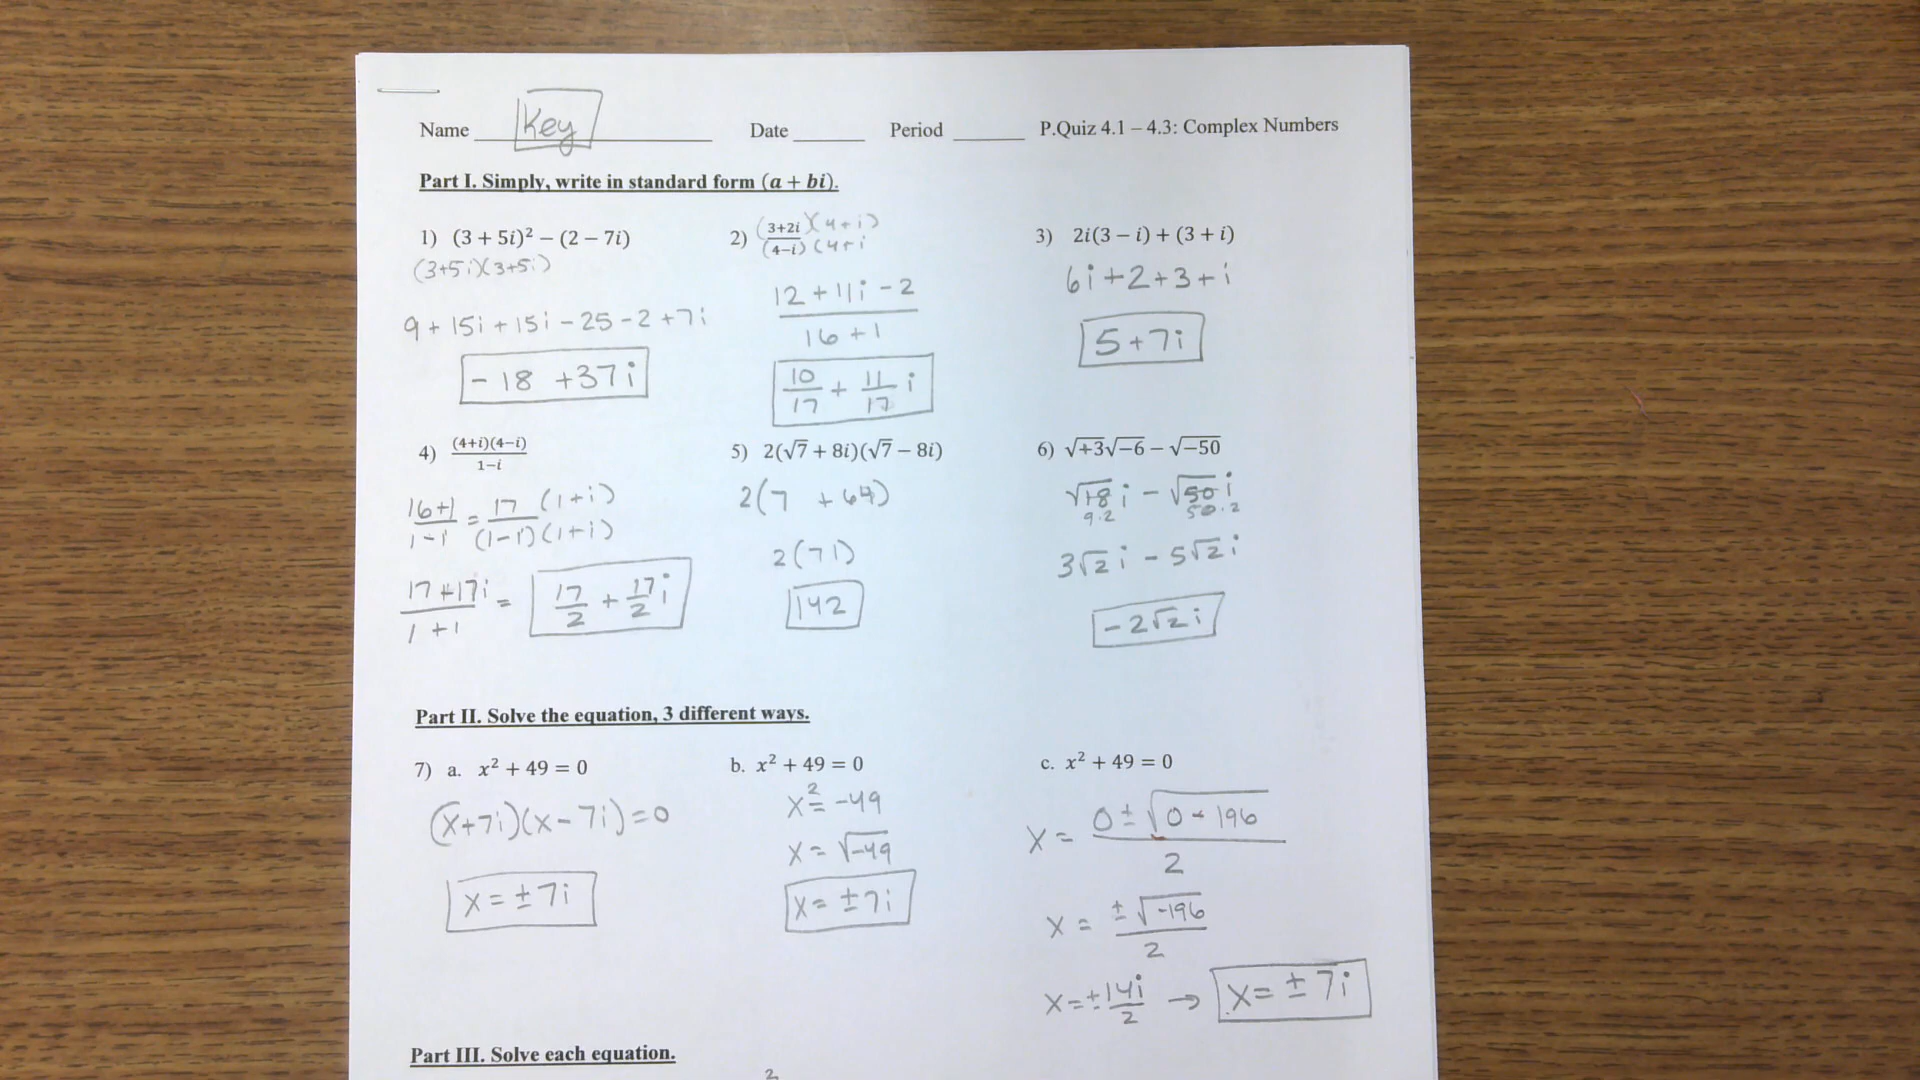 Name Key Date Period P.Quiz 4.1 – 4.3: Complex Numbers
Part I. Simply, write in standard form (a + bi).
1) (3 + 5i)² – (2 – 7i)
(3+5i)(3+5i)
9 + 15i + 15i – 25 – 2 + 7i
- 18 + 37i
2) (3+2i)(4+i) / (4–i)(4+i
12 + 11i - 2 / 16 + 1
10/17 + 11/17 i
3) 2i(3 – i) + (3 + i)
6i + 2 + 3 + i
5 + 7i
4) (4+i)(4–i) / 1–i
16+1 / 1-i = 17 (1+i) / (1-i)(1+i)
17 + 17i / 1 + 1 = 17/2 + 17/2 i
5) 2(√7 + 8i)(√7 – 8i)
2(7 + 64)
2(71)
142
6) √+3√–6 – √–50
√18 i - √50 i
9·2 50·2
3√2 i - 5√2 i
-2√2 i
Part II. Solve the equation, 3 different ways.
7) a. x² + 49 = 0
(x+7i)(x-7i)=0
x = ±7i
b. x² + 49 = 0
x² = -49
x = √-49
x = ±7i
c. x² + 49 = 0
x = 0 ± √0 - 196 / 2
x = ± √-196 / 2
x = ± 14i / 2 → x = ± 7i
Part III. Solve each equation.
2